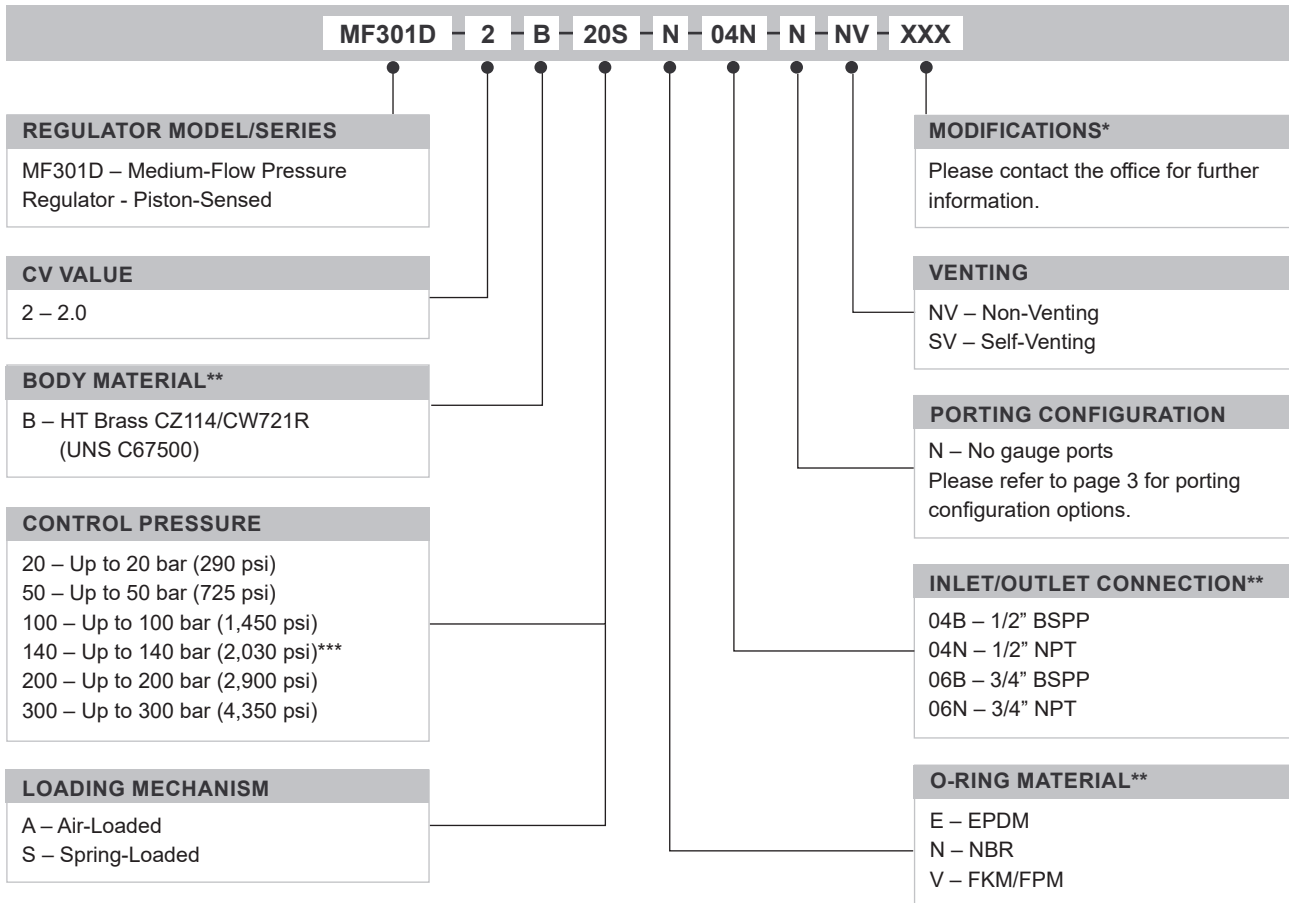 MF301D 2 B 20S N 04N N NV XXX
REGULATOR MODEL/SERIES
MF301D – Medium-Flow Pressure
Regulator - Piston-Sensed
CV VALUE
2 – 2.0
BODY MATERIAL**
B – HT Brass CZ114/CW721R
(UNS C67500)
CONTROL PRESSURE
20 – Up to 20 bar (290 psi)
50 – Up to 50 bar (725 psi)
100 – Up to 100 bar (1,450 psi)
140 – Up to 140 bar (2,030 psi)***
200 – Up to 200 bar (2,900 psi)
300 – Up to 300 bar (4,350 psi)
LOADING MECHANISM
A – Air-Loaded
S – Spring-Loaded
MODIFICATIONS*
Please contact the office for further
information.
VENTING
NV – Non-Venting
SV – Self-Venting
PORTING CONFIGURATION
N – No gauge ports
Please refer to page 3 for porting
configuration options.
INLET/OUTLET CONNECTION**
04B – 1/2” BSPP
04N – 1/2” NPT
06B – 3/4” BSPP
06N – 3/4” NPT
O-RING MATERIAL**
E – EPDM
N – NBR
V – FKM/FPM